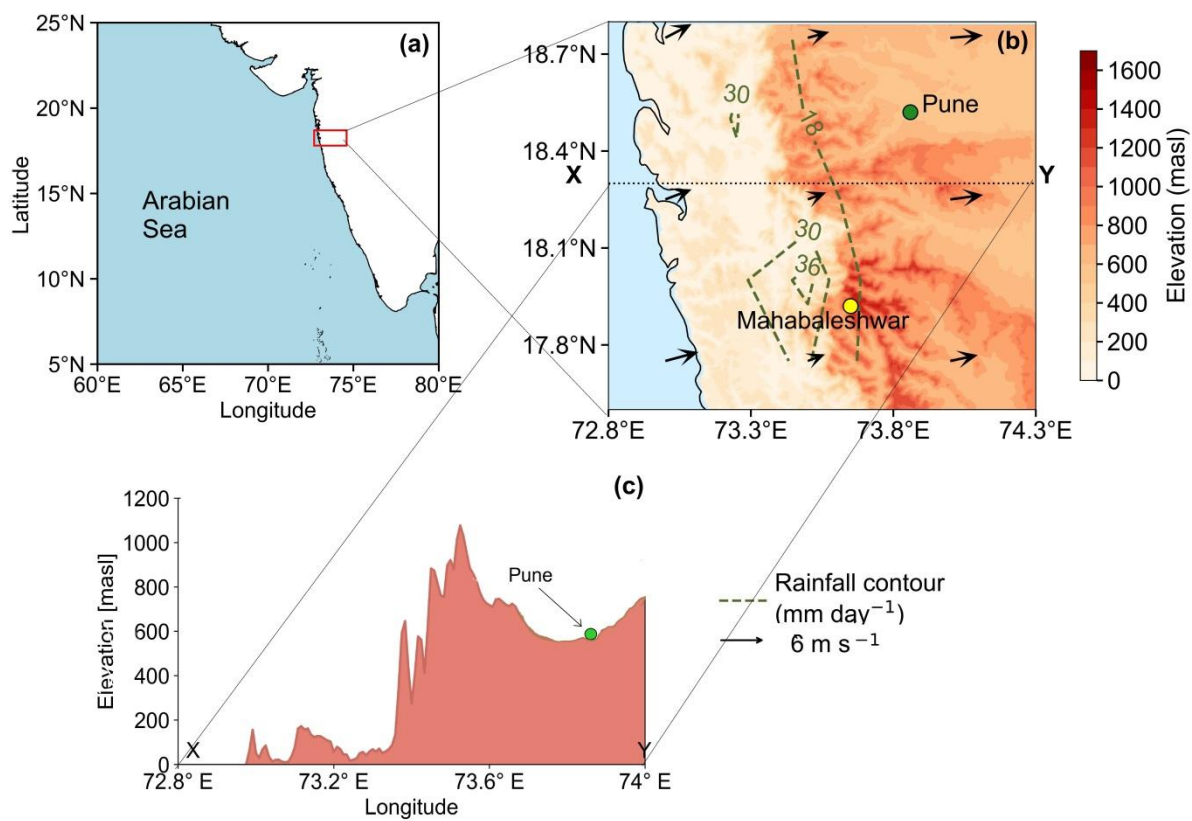 (a)
25°N
20°N
15°N
10°N
5°N
Latitude
Arabian
Sea
60°E
65°E
70°E
75°E
80°E
Longitude
(b)
18.7°N
18.4°N
18.1°N
17.8°N
X
Y
30
18
30
36
Pune
Mahabaleshwar
72.8° E
73.3°E
73.8°E
74.3°E
1600
1400
1200
1000
800
600
400
200
0
Elevation (masl)
(c)
1200
1000
800
600
400
200
0
Elevation [masl]
Pune
X
Y
72.8° E
73.2°E
73.6°E
74° E
Longitude
Rainfall contour
(mm day⁻¹)
6 m s⁻¹